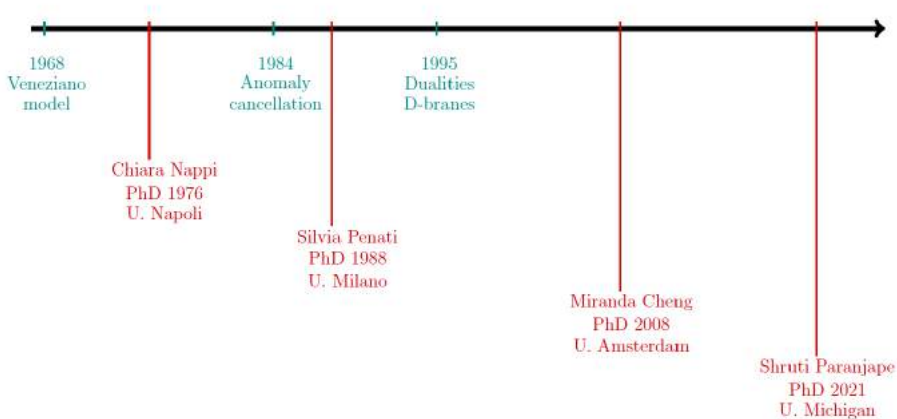 1968
Veneziano
model
1984
Anomaly
cancellation
1995
Dualities
D-branes
Chiara Nappi
PhD 1976
U. Napoli
Silvia Penati
PhD 1988
U. Milano
Miranda Cheng
PhD 2008
U. Amsterdam
Shruti Paranjape
PhD 2021
U. Michigan